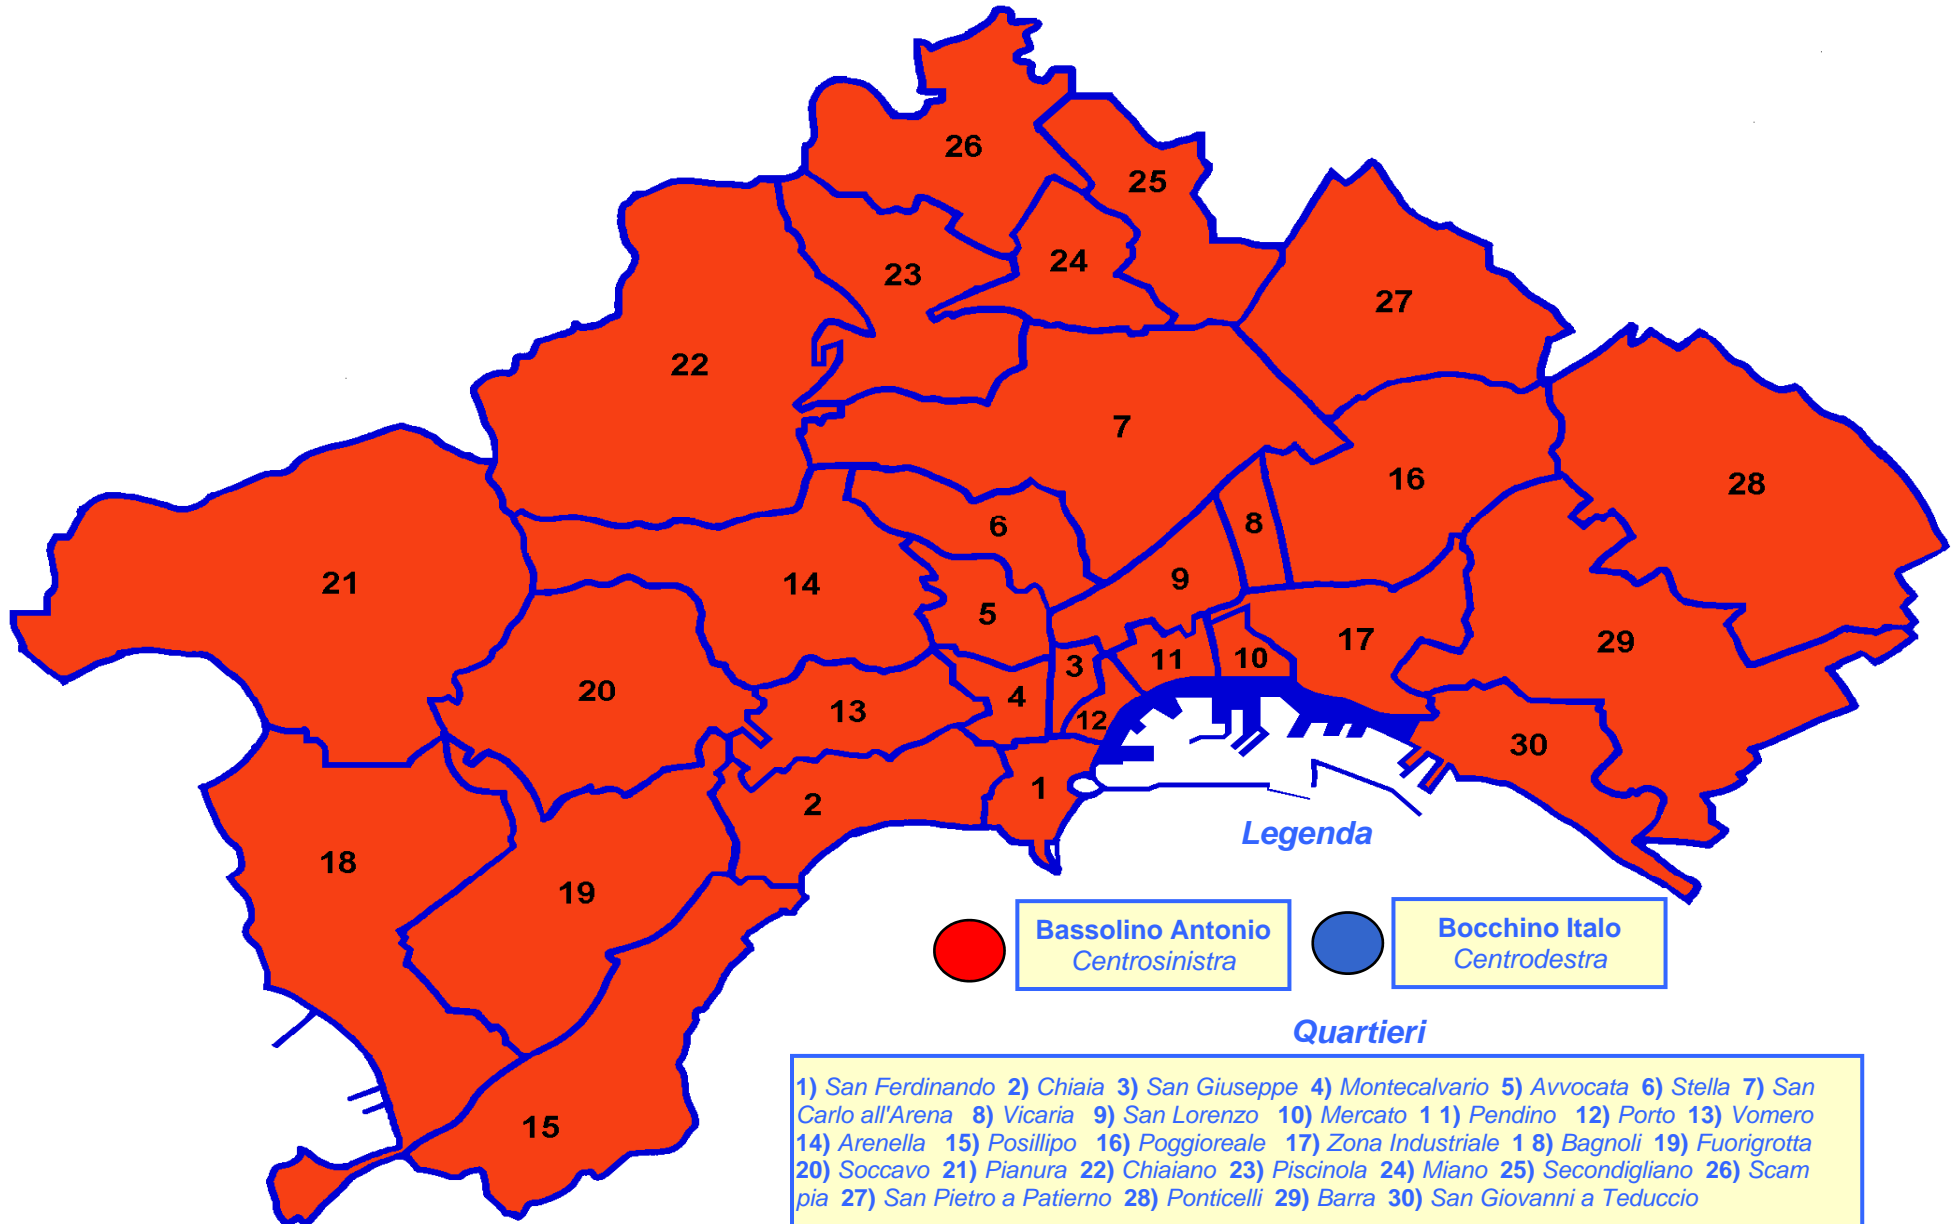 26
25
24
23
27
22
7
28
16
6
8
21
14
9
5
17
29
11
10
3
20
4
13
12
30
1
2
18
19
15
Legenda
Bassolino Antonio
Centrosinistra
Bocchino Italo
Centrodestra
Quartieri
1) San Ferdinando 2) Chiaia 3) San Giuseppe 4) Montecalvario 5) Avvocata 6) Stella 7) San
Carlo all'Arena 8) Vicaria 9) San Lorenzo 10) Mercato 1 1) Pendino 12) Porto 13) Vomero
14) Arenella 15) Posillipo 16) Poggioreale 17) Zona Industriale 1 8) Bagnoli 19) Fuorigrotta
20) Soccavo 21) Pianura 22) Chiaiano 23) Piscinola 24) Miano 25) Secondigliano 26) Scam
pia 27) San Pietro a Patierno 28) Ponticelli 29) Barra 30) San Giovanni a Teduccio